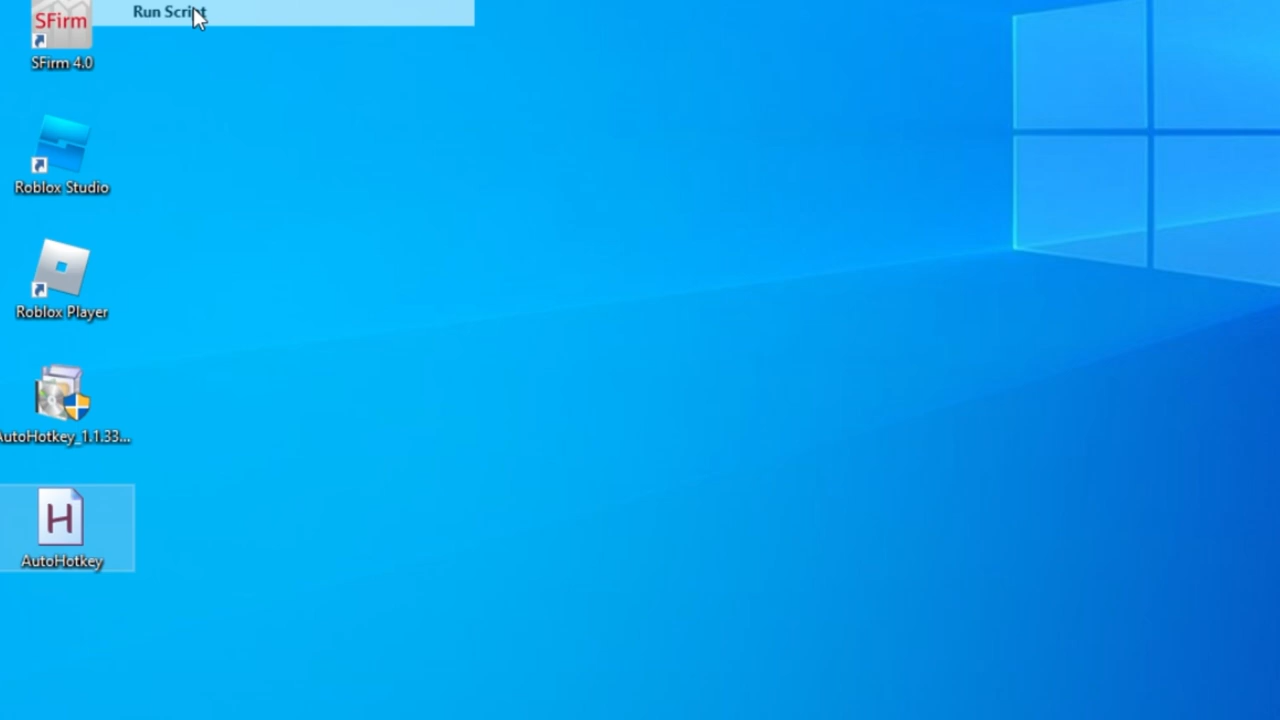 Run Script
SFirm
SFirm 4.0
Roblox Studio
Roblox Player
AutoHotkey_1.1.33...
H
AutoHotkey